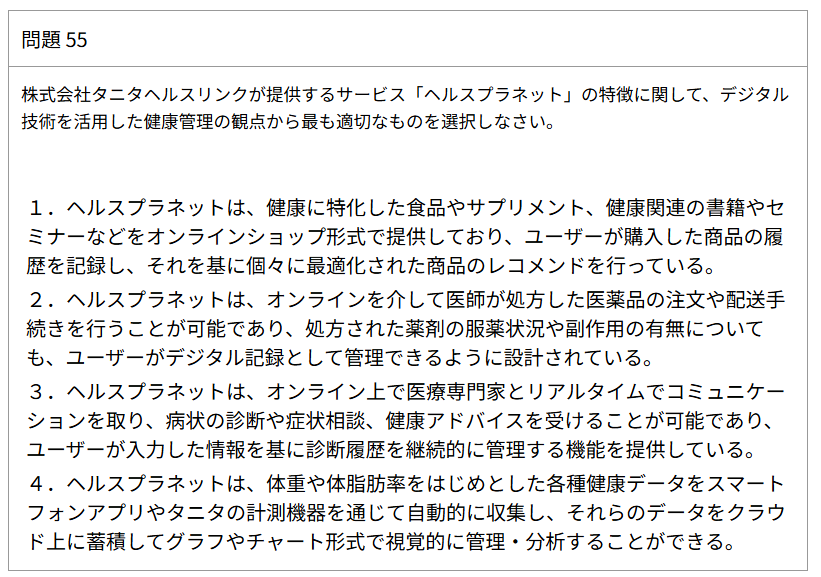 問題 55
株式会社タニタヘルスリンクが提供するサービス「ヘルスプラネット」の特徴に関して、デジタル
技術を活用した健康管理の観点から最も適切なものを選択しなさい。
１．ヘルスプラネットは、健康に特化した食品やサプリメント、健康関連の書籍やセ
ミナーなどをオンラインショップ形式で提供しており、ユーザーが購入した商品の履
歴を記録し、それを基に個々に最適化された商品のレコメンドを行っている。
２．ヘルスプラネットは、オンラインを介して医師が処方した医薬品の注文や配送手
続きを行うことが可能であり、処方された薬剤の服薬状況や副作用の有無について
も、ユーザーがデジタル記録として管理できるように設計されている。
３．ヘルスプラネットは、オンライン上で医療専門家とリアルタイムでコミュニケー
ションを取り、病状の診断や症状相談、健康アドバイスを受けることが可能であり、
ユーザーが入力した情報を基に診断履歴を継続的に管理する機能を提供している。
４．ヘルスプラネットは、体重や体脂肪率をはじめとした各種健康データをスマート
フォンアプリやタニタの計測機器を通じて自動的に収集し、それらのデータをクラウ
ド上に蓄積してグラフやチャート形式で視覚的に管理・分析することができる。